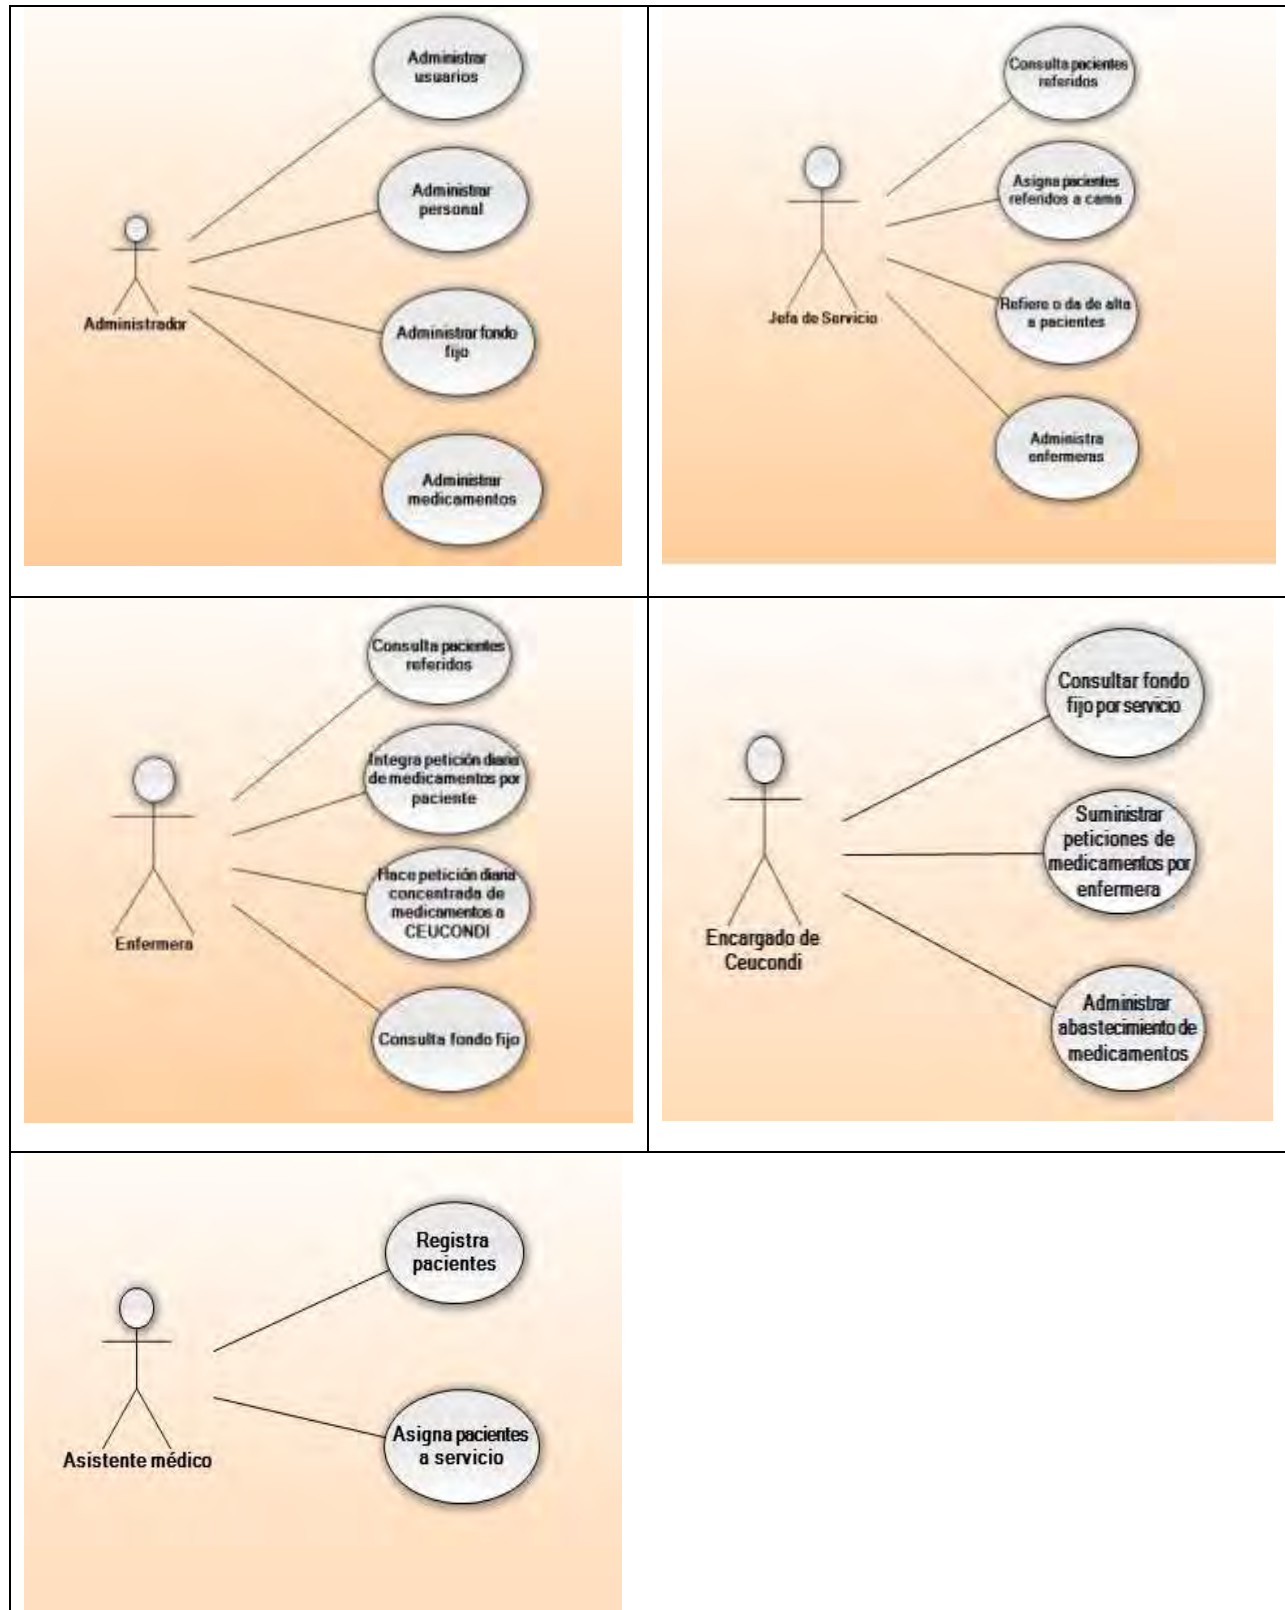 Administrar
usuarios
Administrar
personal
Administrador
Administrar fondo
fijo
Administrar
medicamentos
Consulta pacientes
referidos
Asigna pacientes
referidos a cama
Jefa de Servicio
Refiere o da de alta
a pacientes
Administra
enfermeras
Consulta pacientes
referidos
Integra petición diaria
de medicamentos por
paciente
Hace petición diaria
concentrada de
medicamentos a
CEUCONDI
Enfermera
Consulta fondo fijo
Consultar fondo
fijo por servicio
Suministrar
peticiones de
medicamentos por
enfermera
Encargado de
Ceucondi
Administrar
abastecimiento de
medicamentos
Registra
pacientes
Asistente médico
Asigna pacientes
a servicio